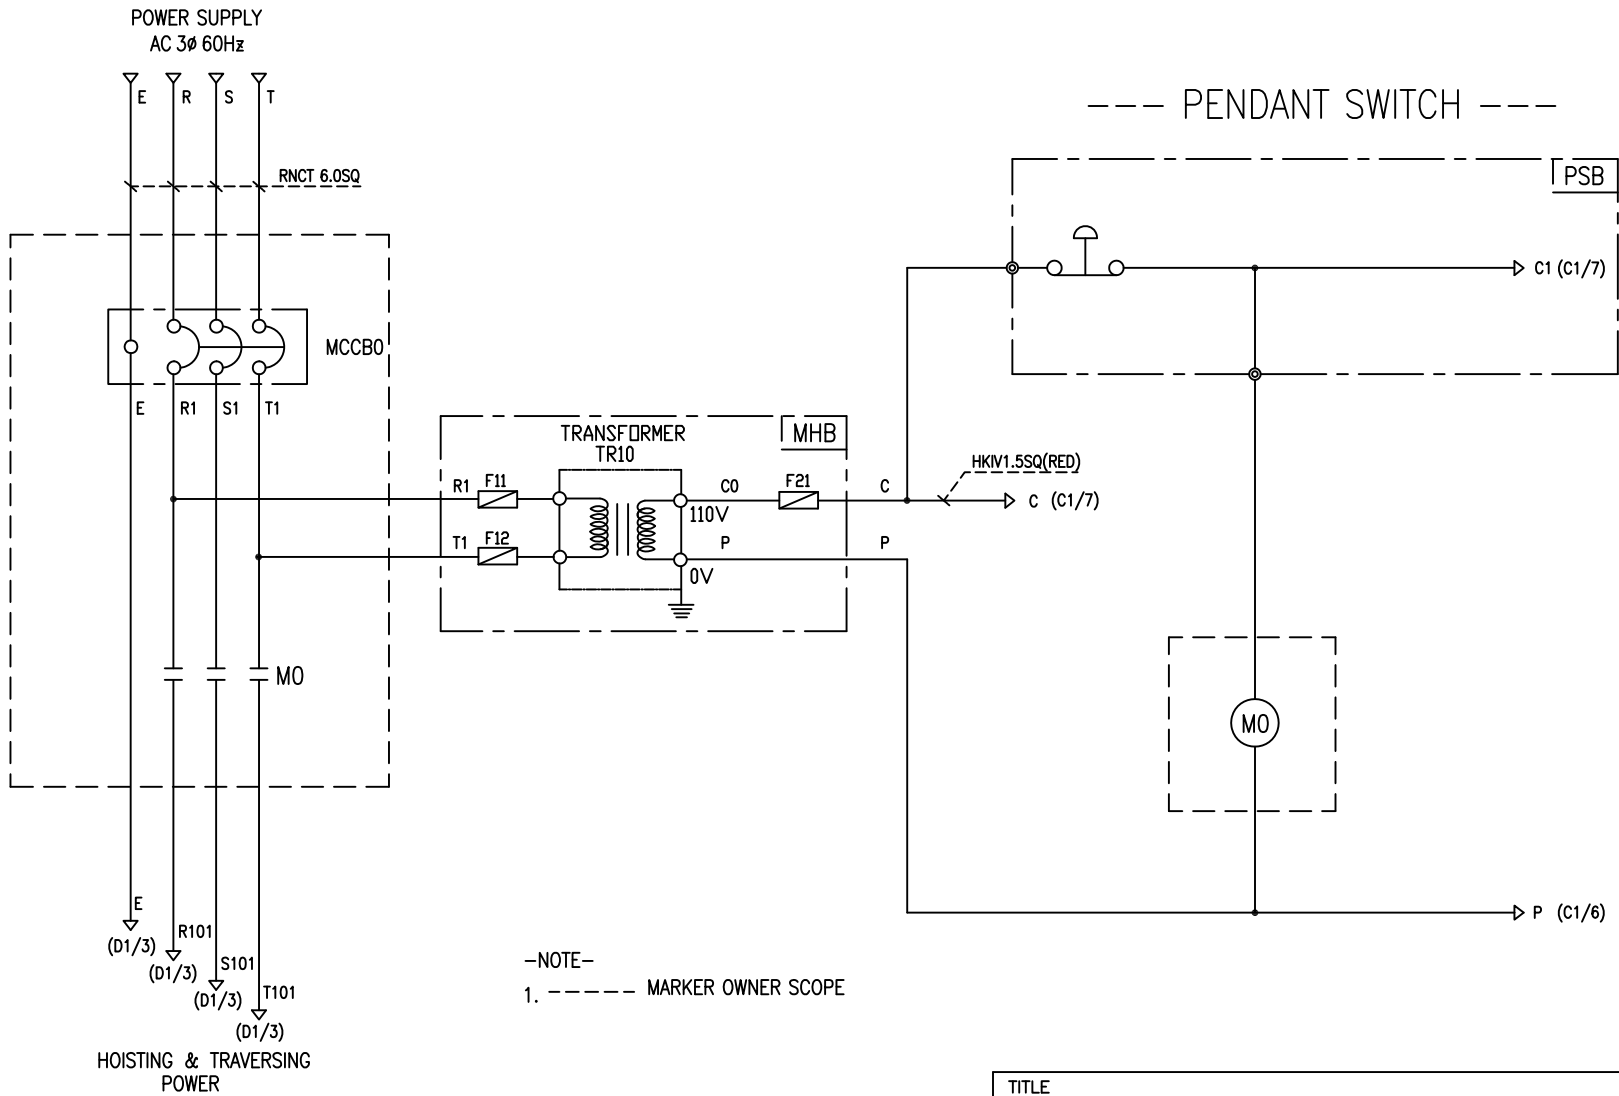 POWER SUPPLY
AC 3ø 60Hz
E R S T
RNCT 6.0SQ
MCCB0
E R1 S1 T1
M0
E
(D1/3)
R101
(D1/3)
S101
(D1/3)
T101
(D1/3)
HOISTING & TRAVERSING
POWER
TRANSFORMER
TR10
MHB
R1 F11
T1 F12
C0 F21 C
110V
P P
0V
HKIV1.5SQ(RED)
C (C1/7)
--- PENDANT SWITCH ---
PSB
C1 (C1/7)
M0
P (C1/6)
-NOTE-
1. ------ MARKER OWNER SCOPE
TITLE